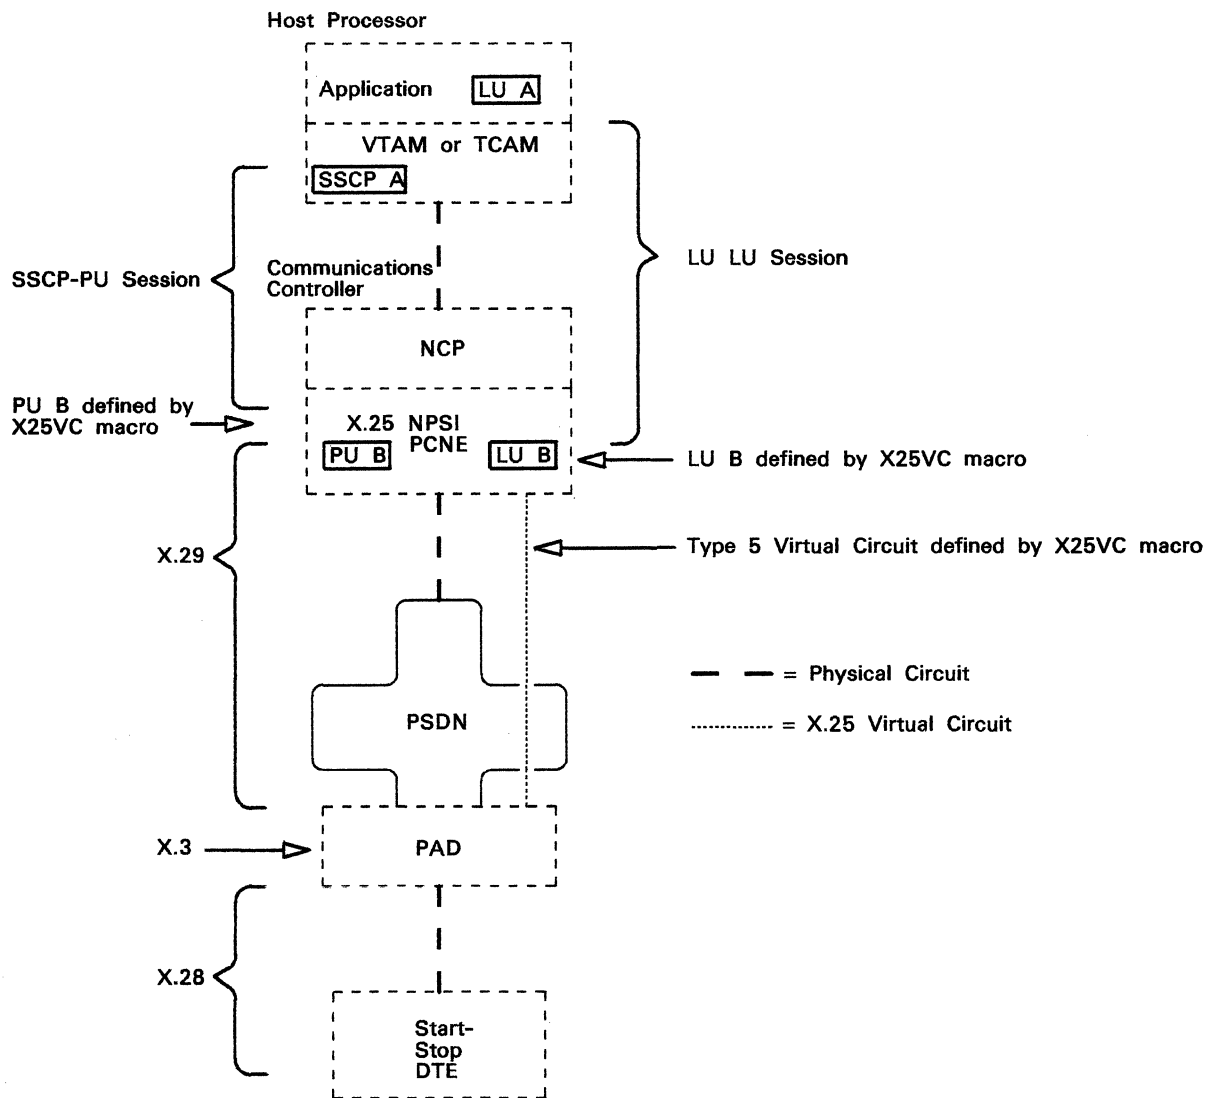 Host Processor
Application LU A
VTAM or TCAM
SSCP A
LU LU Session
SSCP-PU Session
Communications
Controller
NCP
PU B defined by
X25VC macro
X.25 NPSI
PCNE
PU B
LU B
LU B defined by X25VC macro
X.29
Type 5 Virtual Circuit defined by X25VC macro
= Physical Circuit
PSDN
= X.25 Virtual Circuit
X.3
PAD
X.28
Start-
Stop
DTE